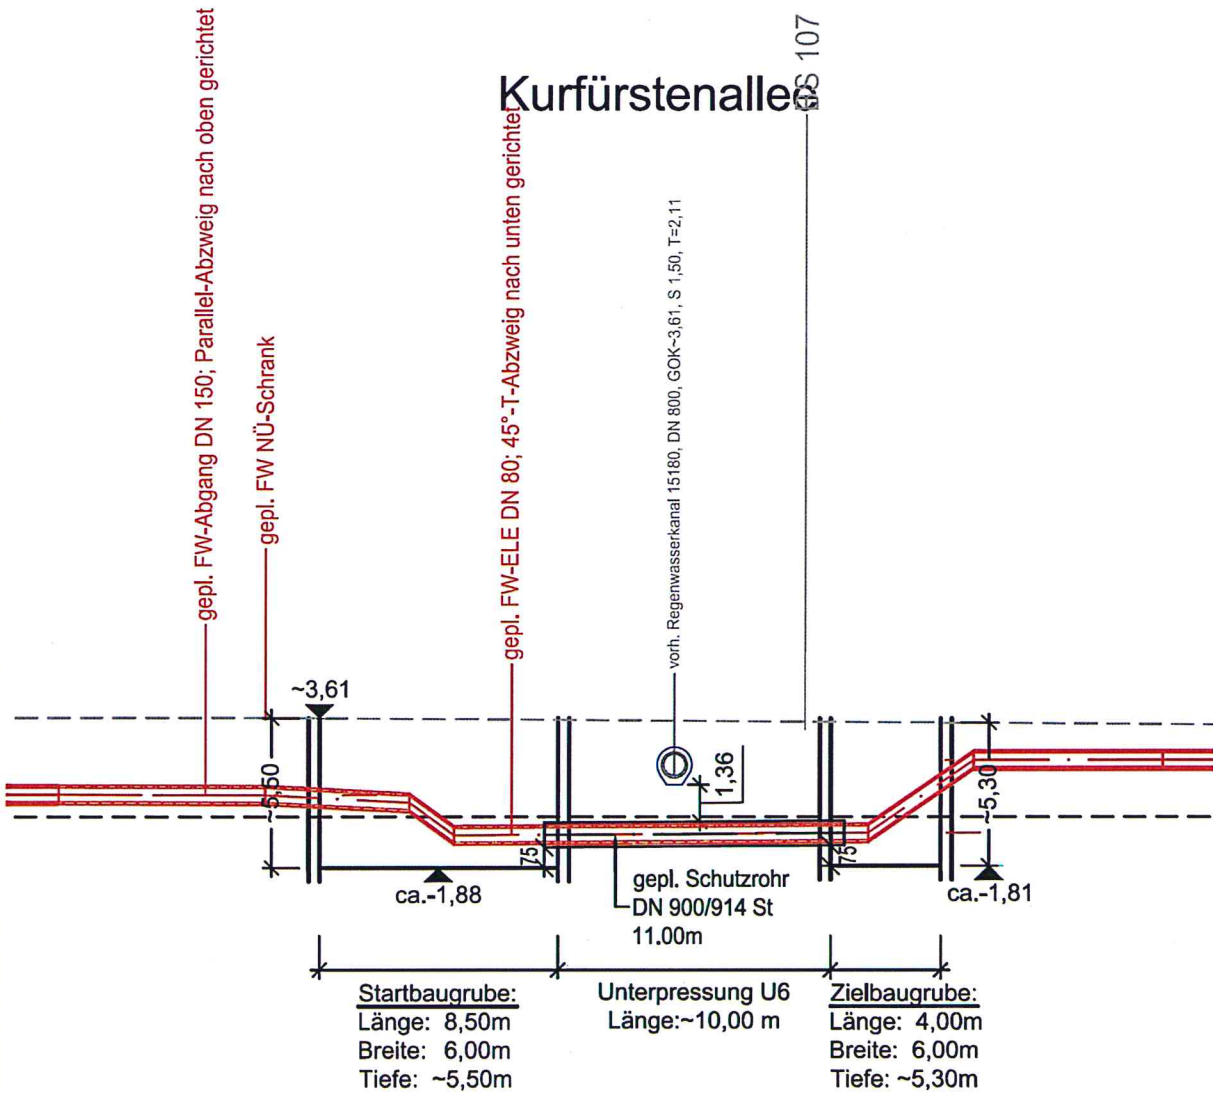 Kurfürstenallee
BS 107
gepl. FW-Abgang DN 150; Parallel-Abzweig nach oben gerichtet
gepl. FW NÜ-Schrank
gepl. FW-ELE DN 80; 45°-T-Abzweig nach unten gerichtet
vorh. Regenwasserkanal 15180, DN 800, GOK~3,61, S 1,50, T=2,11
~3,61
~5,50
1,36
~5,30
75
75
ca.-1,88
gepl. Schutzrohr
DN 900/914 St
11.00m
ca.-1,81
Startbaugrube:
Länge: 8,50m
Breite: 6,00m
Tiefe: ~5,50m
Unterpressung U6
Länge:~10,00 m
Zielbaugrube:
Länge: 4,00m
Breite: 6,00m
Tiefe: ~5,30m